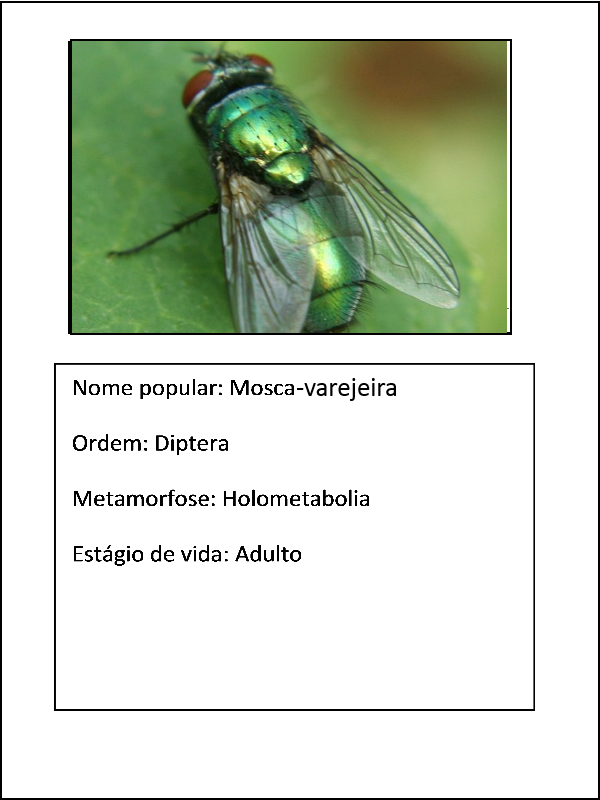 Nome popular: Mosca-varejeira
Ordem: Diptera
Metamorfose: Holometabolia
Estágio de vida: Adulto